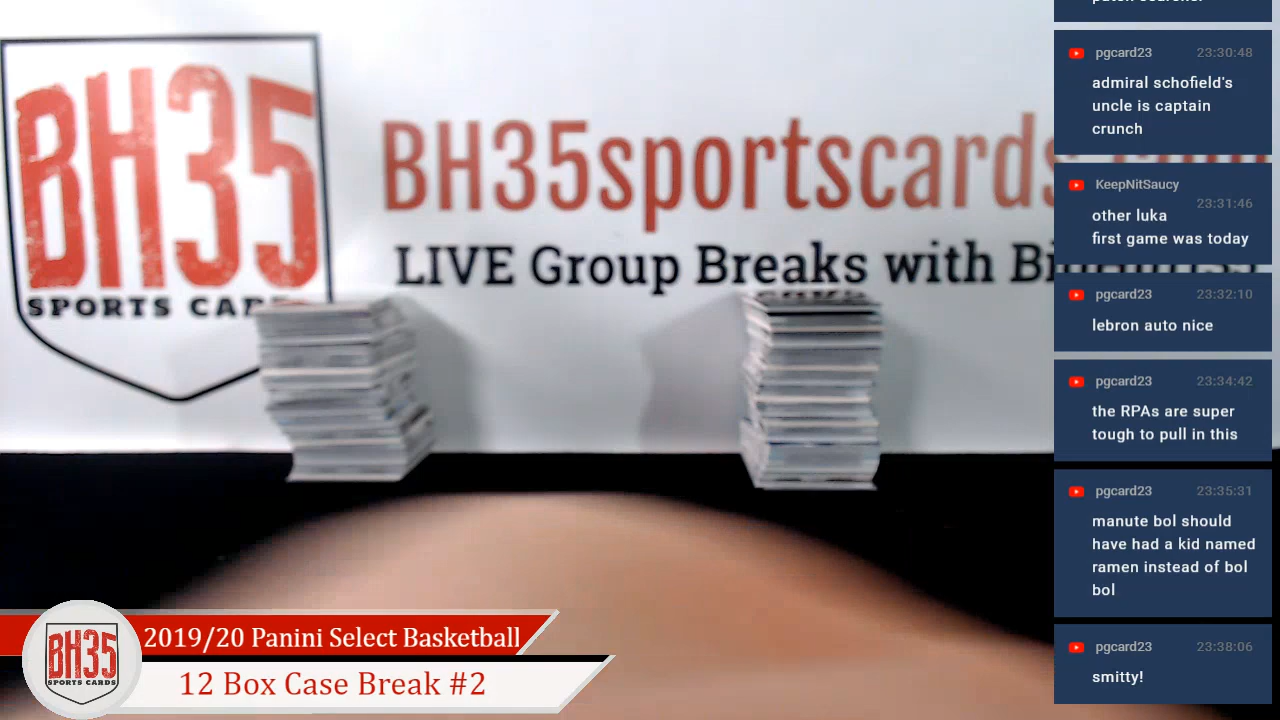 BH35
SPORTS
BH35sportscards
LIVE Group Breaks with
pgcard23 23:30:48
admiral schofield's
uncle is captain
crunch
KeepNitSaucy
23:31:46
other luka
first game was today
pgcard23 23:32:10
lebron auto nice
pgcard23 23:34:42
the RPAs are super
tough to pull in this
pgcard23 23:35:31
manute bol should
have had a kid named
ramen instead of bol
bol
pgcard23 23:38:06
smitty!
BH35
SPORTS CARDS
2019/20 Panini Select Basketball
12 Box Case Break #2